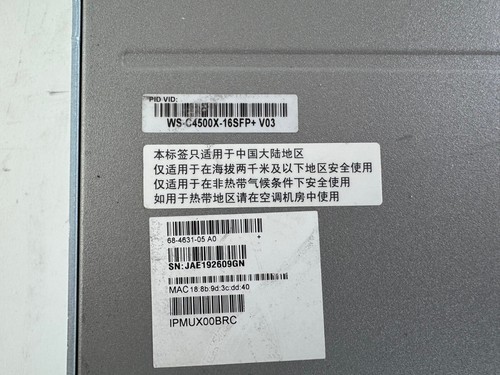 PID VID:
WS-C4500X-16SFP+ V03
本标签只适用于中国大陆地区
仅适用于在海拔两千米及以下地区安全使用
仅适用于在非热带气候条件下安全使用
如用于热带地区请在空调机房中使用
68-4631-05 A0
+
SN:JAE192609GN
MAC18:8b:9d:3c:dd:40
IPMUX00BRC